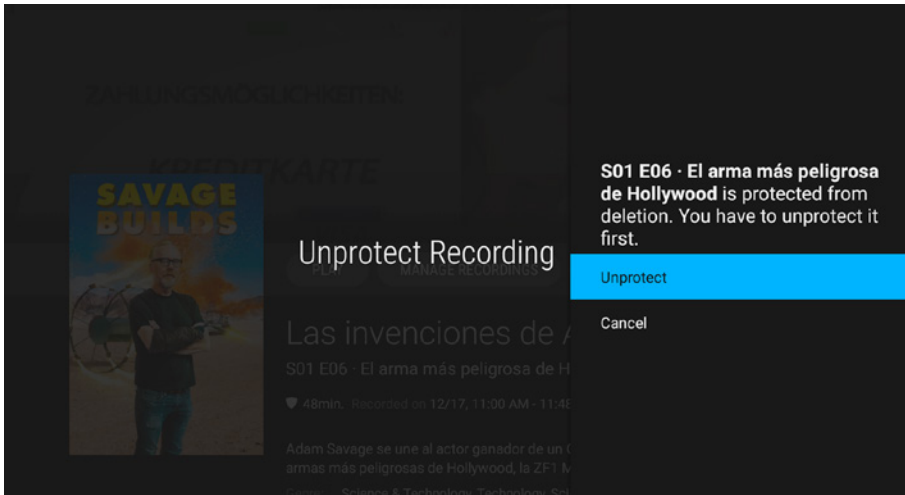 ZAHLUNGSMÖGLICHKEITEN:
KREDITKARTE
SAVAGE
BUILDS
Unprotect Recording
PLAY
MANAGE RECORDINGS
Las invenciones de A
S01 E06 · El arma más peligrosa de H
48min. Recorded on 12/17, 11:00 AM - 11:48
Adam Savage se une al actor ganador de un
armas más peligrosas de Hollywood, la ZF1 M
Science & Technology, Technology, Sci
S01 E06 · El arma más peligrosa
de Hollywood is protected from
deletion. You have to unprotect it
first.
Unprotect
Cancel